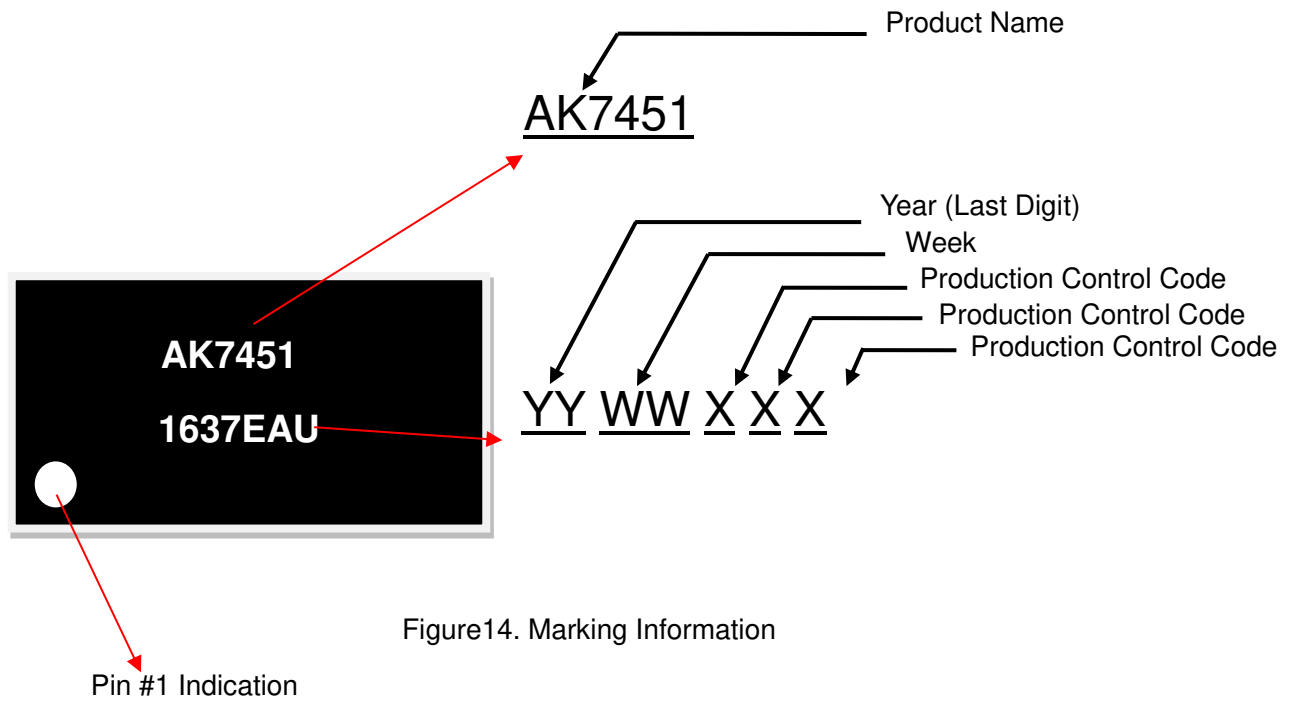 Product Name
AK7451
Year (Last Digit)
Week
Production Control Code
Production Control Code
Production Control Code
YY WW X X X
AK7451
1637EAU
Figure14. Marking Information
Pin #1 Indication